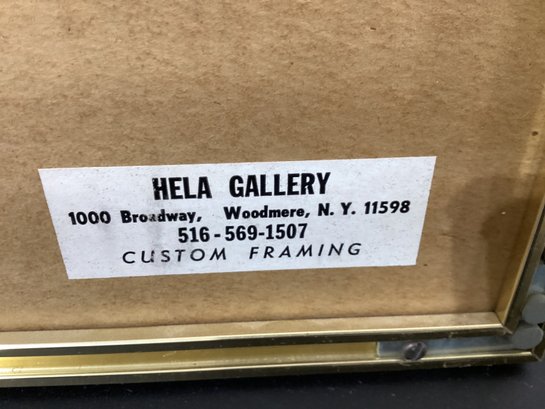 HELA GALLERY
1000 Broadway, Woodmere, N. Y. 11598
516-569-1507
CUSTOM FRAMING